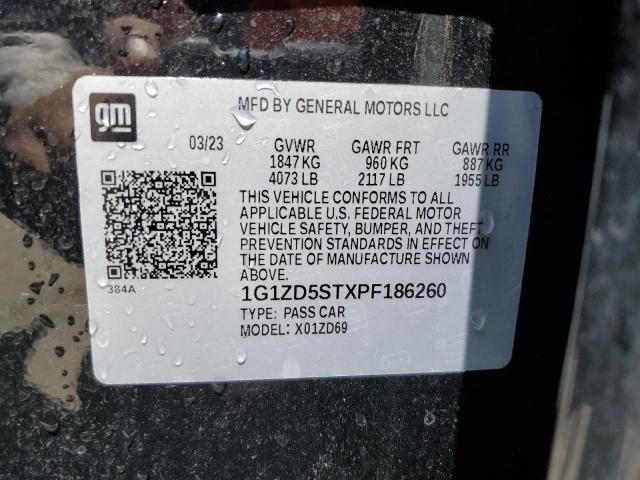 gm
MFD BY GENERAL MOTORS LLC
03/23 GVWR GAWR FRT GAWR RR
1847 KG 960 KG 887 KG
4073 LB 2117 LB 1955 LB
THIS VEHICLE CONFORMS TO ALL
APPLICABLE U.S. FEDERAL MOTOR
VEHICLE SAFETY, BUMPER, AND THEFT
PREVENTION STANDARDS IN EFFECT ON
THE DATE OF MANUFACTURE SHOWN
ABOVE.
384A
1G1ZD5STXPF186260
TYPE: PASS CAR
MODEL: X01ZD69